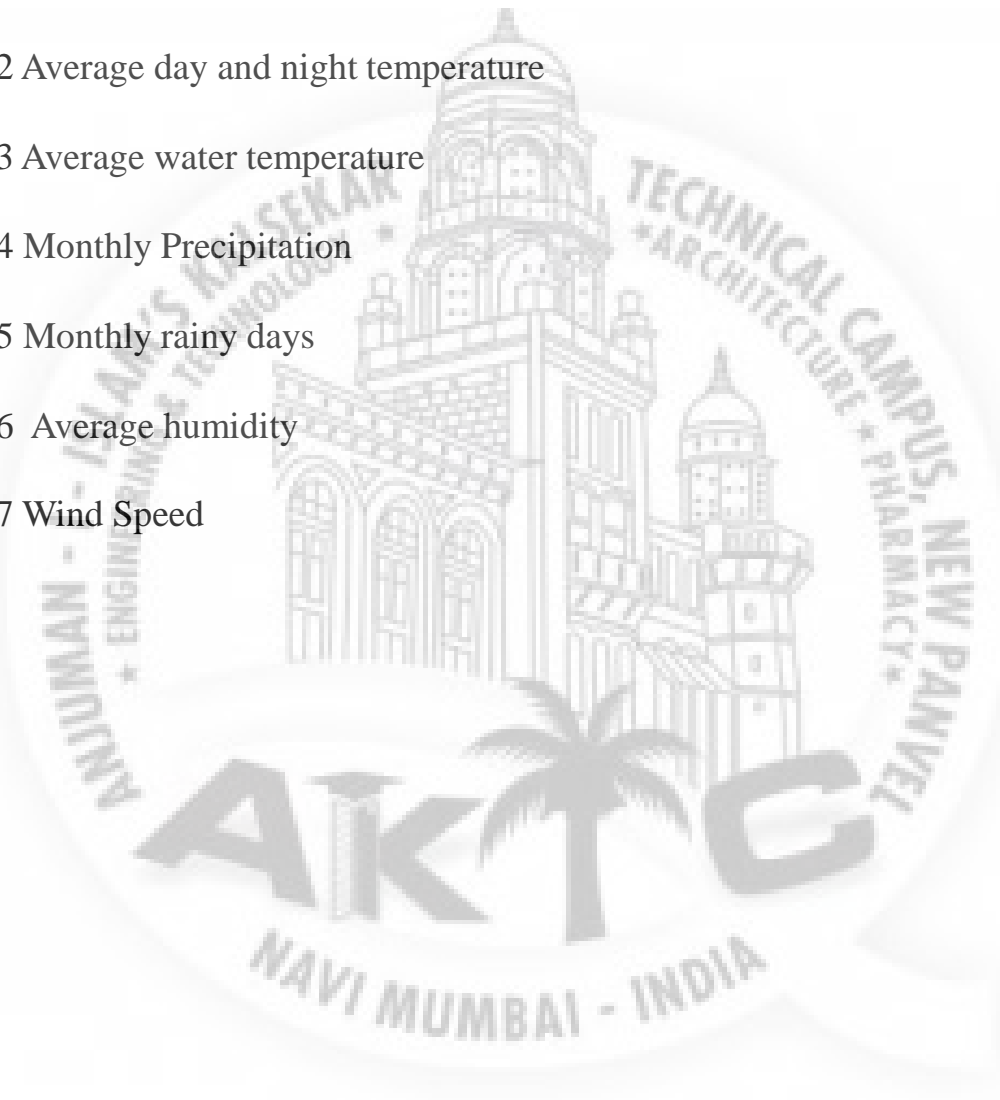 2 Average day and night temperature
3 Average water temperature
4 Monthly Precipitation
5 Monthly rainy days
6 Average humidity
7 Wind Speed
ANJUMAN - I - ISLAM'S KALSEKAR TECHNICAL CAMPUS, NEW PANVEL
* ENGINEERING & TECHNOLOGY * *ARCHITECTURE * PHARMACY*
AKTC
NAVI MUMBAI - INDIA